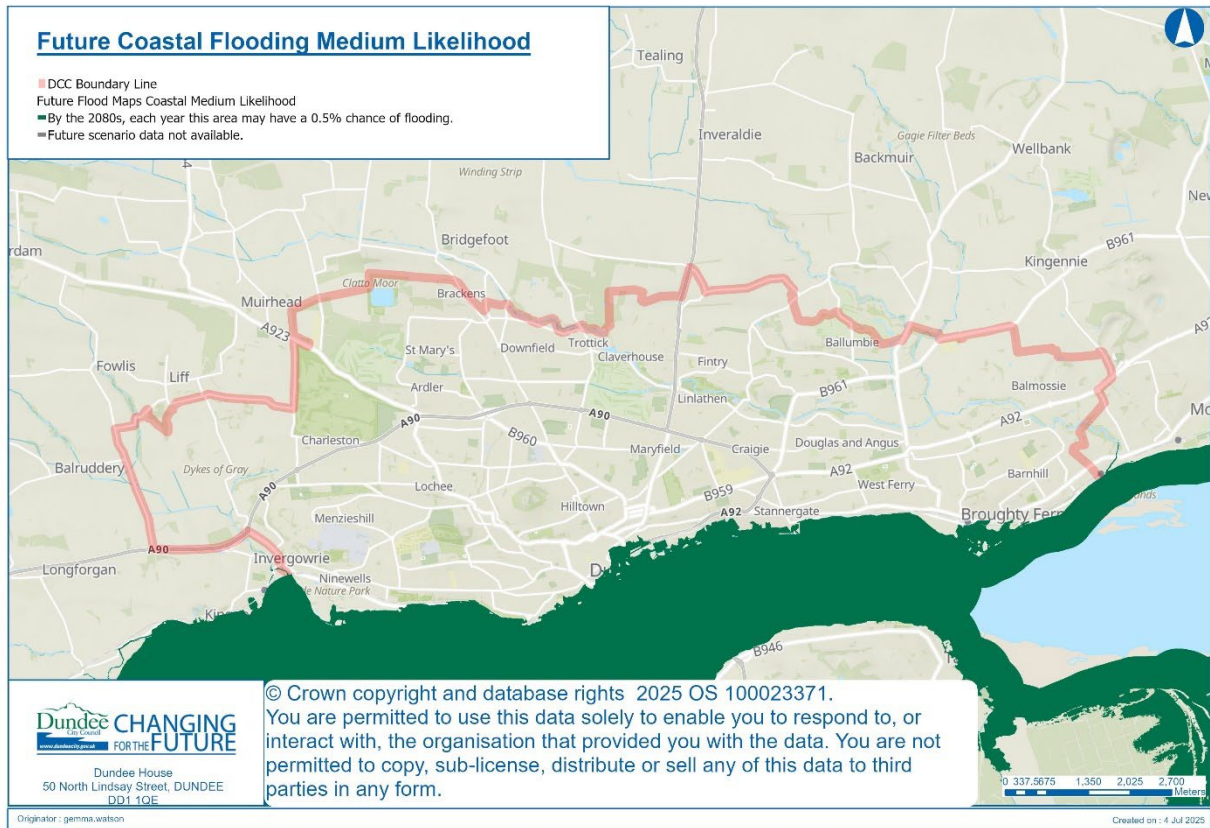 Future Coastal Flooding Medium Likelihood
DCC Boundary Line
Future Flood Maps Coastal Medium Likelihood
By the 2080s, each year this area may have a 0.5% chance of flooding.
Future scenario data not available.
Tealing
Inveraldie
Gagie Filter Beds
Backmuir
Wellbank
Winding Strip
Bridgefoot
B961
Kingennie
Clatto Moor
Brackens
Muirhead
A923
St Mary's
Downfield
Trottick
Claverhouse
Fintry
Ballumbie
Fowlis
Liff
Ardler
Linlathen
B961
Balmossie
A90
A90
A92
B960
Charleston
Maryfield
Craigie
Douglas and Angus
Balruddery
Dykes of Gray
A90
Lochee
B959
A92
West Ferry
Barnhill
Hilltown
A92
Stannergate
Menzieshill
Broughty Fer
A90
Longforgan
Invergowrie
Ninewells
Nature Park
B946
Dundee
City Council
www.dundeecity.gov.uk
CHANGING
FOR THE FUTURE
Dundee House
50 North Lindsay Street, DUNDEE
DD1 1QE
© Crown copyright and database rights 2025 OS 100023371.
You are permitted to use this data solely to enable you to respond to, or
interact with, the organisation that provided you with the data. You are not
permitted to copy, sub-license, distribute or sell any of this data to third
parties in any form.
0 337.5675 1,350 2,025 2,700
Meters
Originator : gemma.watson
Created on : 4 Jul 2025